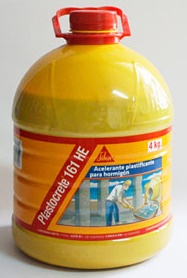 Plastocrete 161 HE
4 kg
Sika
Acelerante plastificante
para hormigón